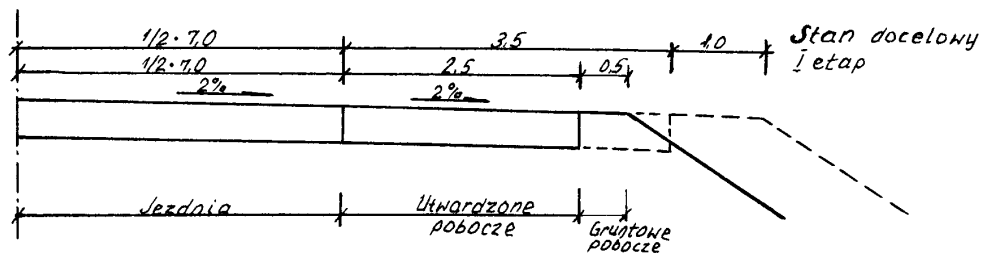 1/2·7,0 3,5 1,0 Stan docelowy
1/2·7,0 2,5 0,5 I etap
2% 2%
Jezdnia Utwardzone pobocze Gruntowe pobocze